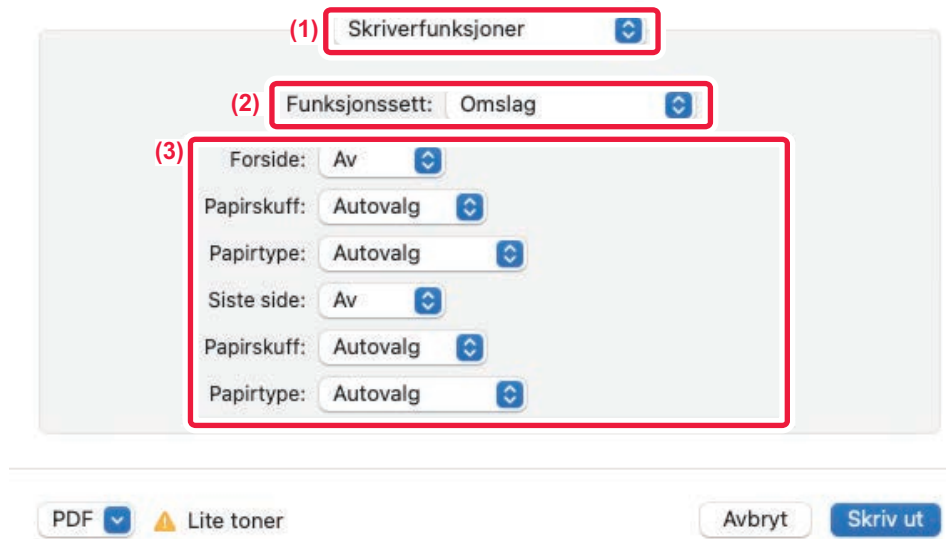 (1) Skriverfunksjoner
(2) Funksjonssett: Omslag
(3) Forside: Av
Papirskuff: Autovalg
Papirtype: Autovalg
Siste side: Av
Papirskuff: Autovalg
Papirtype: Autovalg
PDF Lite toner Avbryt Skriv ut